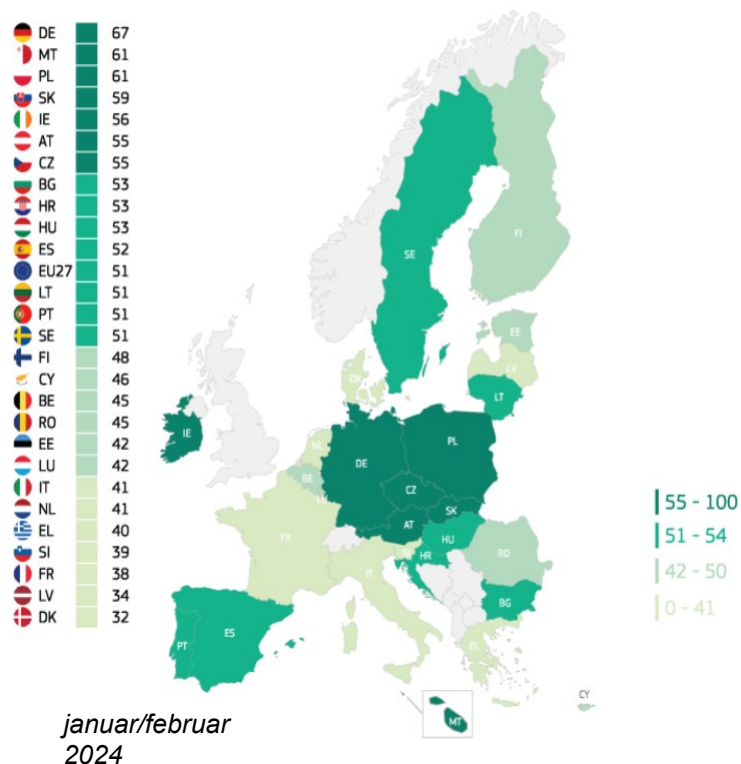 DE 67
MT 61
PL 61
SK 59
IE 56
AT 55
CZ 55
BG 53
HR 53
HU 53
ES 52
EU27 51
LT 51
PT 51
SE 51
FI 48
CY 46
BE 45
RO 45
EE 42
LU 42
IT 41
NL 41
EL 40
SI 39
FR 38
LV 34
DK 32
SE
FI
EE
LV
LT
DK
IE
NL
PL
DE
BE
LU
CZ
SK
AT
HU
FR
SI
HR
RO
IT
BG
PT
ES
EL
CY
MT
55 - 100
51 - 54
42 - 50
0 - 41
januar/februar
2024